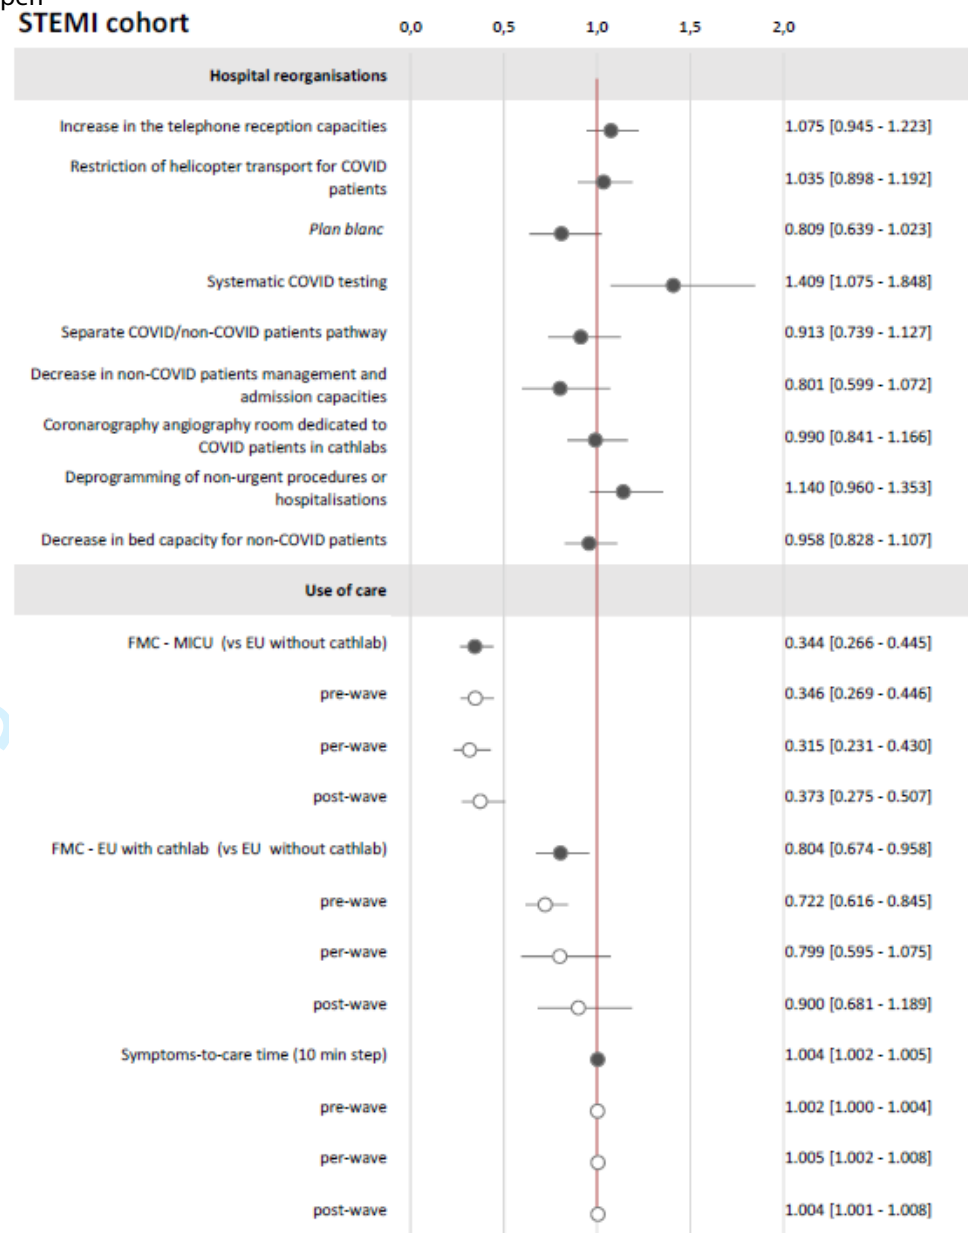 pen
STEMI cohort
0,0 0,5 1,0 1,5 2,0
Hospital reorganisations
Increase in the telephone reception capacities 1.075 [0.945 - 1.223]
Restriction of helicopter transport for COVID
patients 1.035 [0.898 - 1.192]
Plan blanc 0.809 [0.639 - 1.023]
Systematic COVID testing 1.409 [1.075 - 1.848]
Separate COVID/non-COVID patients pathway 0.913 [0.739 - 1.127]
Decrease in non-COVID patients management and
admission capacities 0.801 [0.599 - 1.072]
Coronarography angiography room dedicated to
COVID patients in cathlabs 0.990 [0.841 - 1.166]
Deprogramming of non-urgent procedures or
hospitalisations 1.140 [0.960 - 1.353]
Decrease in bed capacity for non-COVID patients 0.958 [0.828 - 1.107]
Use of care
FMC - MICU (vs EU without cathlab) 0.344 [0.266 - 0.445]
pre-wave 0.346 [0.269 - 0.446]
per-wave 0.315 [0.231 - 0.430]
post-wave 0.373 [0.275 - 0.507]
FMC - EU with cathlab (vs EU without cathlab) 0.804 [0.674 - 0.958]
pre-wave 0.722 [0.616 - 0.845]
per-wave 0.799 [0.595 - 1.075]
post-wave 0.900 [0.681 - 1.189]
Symptoms-to-care time (10 min step) 1.004 [1.002 - 1.005]
pre-wave 1.002 [1.000 - 1.004]
per-wave 1.005 [1.002 - 1.008]
post-wave 1.004 [1.001 - 1.008]